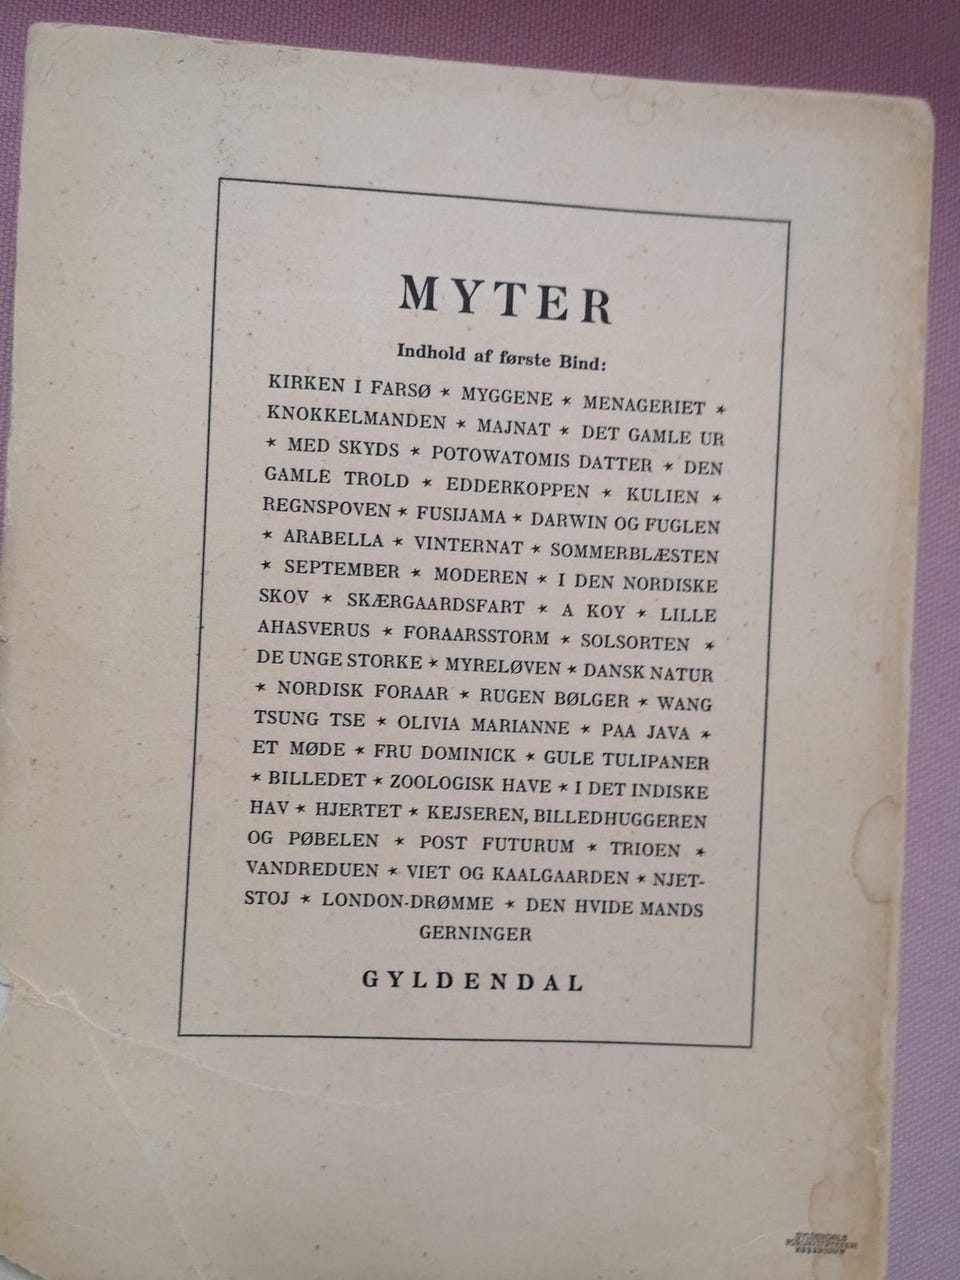 MYTER
Indhold af første Bind:
KIRKEN I FARSØ ★ MYGGENE ★ MENAGERIET ★
KNOKKELMANDEN ★ MAJNAT ★ DET GAMLE UR
★ MED SKYDS ★ POTOWATOMIS DATTER ★ DEN
GAMLE TROLD ★ EDDERKOPPEN ★ KULIEN ★
REGNSPOVEN ★ FUSIJAMA ★ DARWIN OG FUGLEN
★ ARABELLA ★ VINTERNAT ★ SOMMERBLÆSTEN
★ SEPTEMBER ★ MODEREN ★ I DEN NORDISKE
SKOV ★ SKÆRGAARDSFART ★ A KOY ★ LILLE
AHASVERUS ★ FORAARSSTORM ★ SOLSORTEN ★
DE UNGE STORKE ★ MYRELØVEN ★ DANSK NATUR
★ NORDISK FORAAR ★ RUGEN BØLGER ★ WANG
TSUNG TSE ★ OLIVIA MARIANNE ★ PAA JAVA ★
ET MØDE ★ FRU DOMINICK ★ GULE TULIPANER
★ BILLEDET ★ ZOOLOGISK HAVE ★ I DET INDISKE
HAV ★ HJERTET ★ KEJSEREN, BILLEDHUGGEREN
OG PØBELEN ★ POST FUTURUM ★ TRIOEN ★
VANDREDUEN ★ VIET OG KAALGAARDEN ★ NJET-
STOJ ★ LONDON-DRØMME ★ DEN HVIDE MANDS
GERNINGER
GYLDENDAL